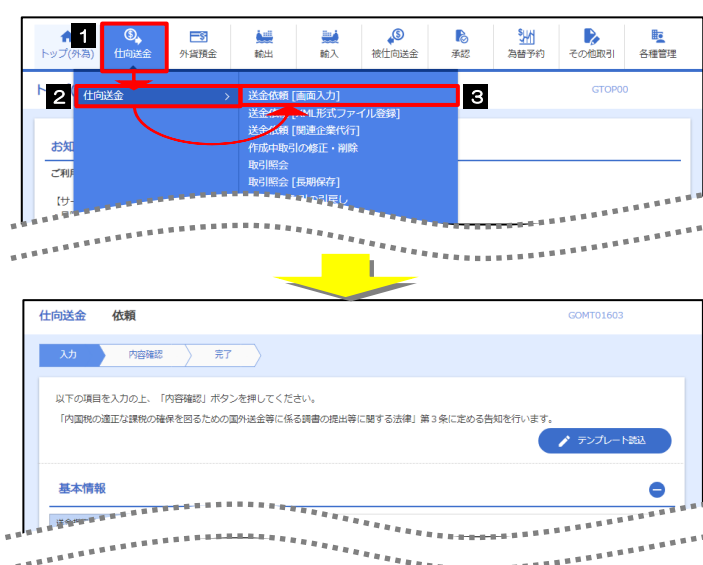 1
トップ(外為) 仕向送金 外貨預金 輸出 輸入 被仕向送金 承認 為替予約 その他取引 各種管理
GTOP00
2 仕向送金 > 送金依頼 [画面入力] 3
送金依頼 [XML形式ファイル登録]
送金依頼 [関連企業代行]
お知
作成中取引の修正・削除
ご利用
取引照会
取引照会 [長期保存]
【サー
引戻し
仕向送金 依頼 GOMT01603
入力 内容確認 完了
以下の項目を入力の上、「内容確認」ボタンを押してください。
「内国税の適正な課税の確保を図るための国外送金等に係る調書の提出等に関する法律」第3条に定める告知を行います。
テンプレート読込
基本情報